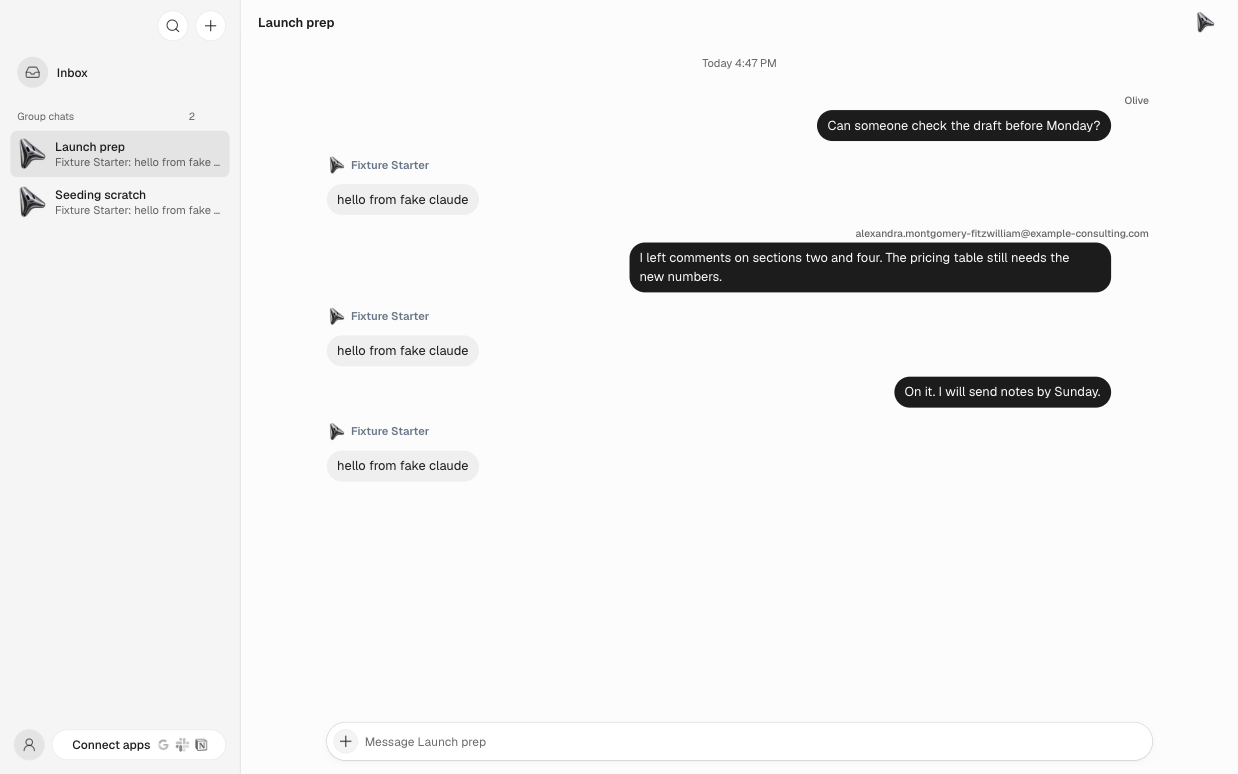 Launch prep
Inbox
Group chats 2
Launch prep
Fixture Starter: hello from fake ...
Seeding scratch
Fixture Starter: hello from fake ...
Connect apps
Today 4:47 PM
Olive
Can someone check the draft before Monday?
Fixture Starter
hello from fake claude
alexandra.montgomery-fitzwilliam@example-consulting.com
I left comments on sections two and four. The pricing table still needs the
new numbers.
Fixture Starter
hello from fake claude
On it. I will send notes by Sunday.
Fixture Starter
hello from fake claude
Message Launch prep